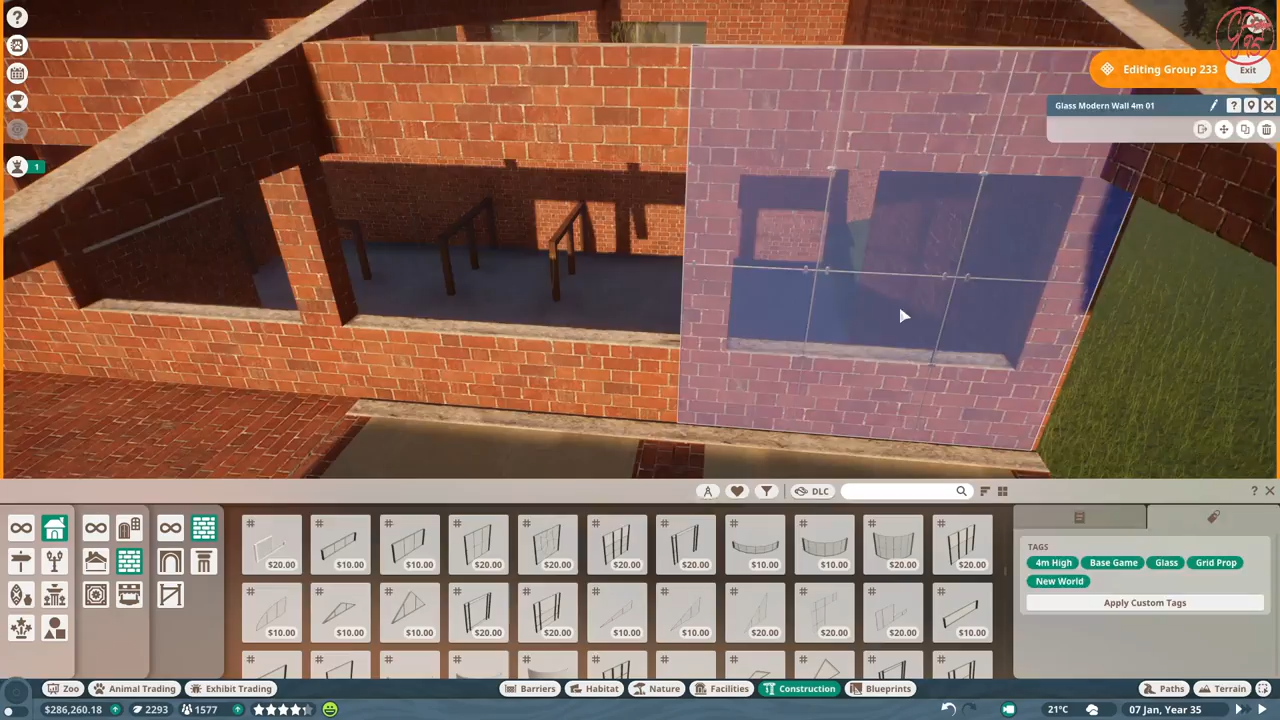 ?
95
Editing Group 233
Exit
Glass Modern Wall 4m 01
?
1
DLC
?
# $20.00 # $10.00 # $20.00 # $20.00 # $20.00 # $20.00 # $20.00 # $10.00 # $10.00 # $20.00 # $20.00
# $10.00 # $10.00 # $10.00 # $20.00 # $20.00 # $10.00 # $10.00 # $20.00 # $20.00 # $20.00 # $10.00
# # # # # # # # # # #
TAGS
4m High Base Game Glass Grid Prop
New World
Apply Custom Tags
Zoo Animal Trading Exhibit Trading Barriers Habitat Nature Facilities Construction Blueprints Paths Terrain
$286,260.18 2293 1577 21°C 07 Jan, Year 35